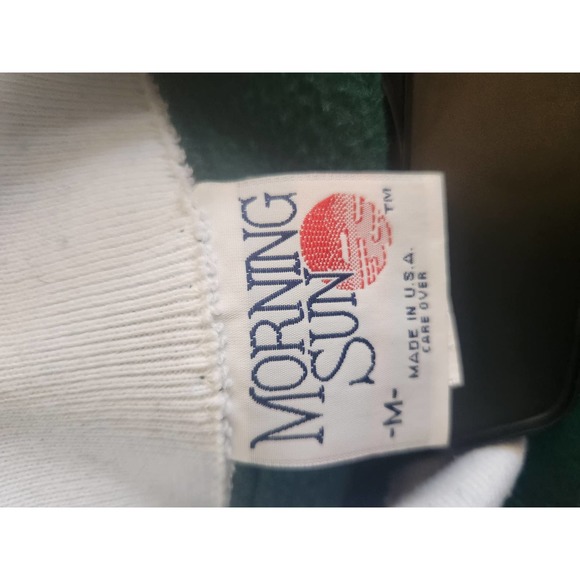 MORNING
SUN
TM
-M-
MADE IN U.S.A.
CARE OVER